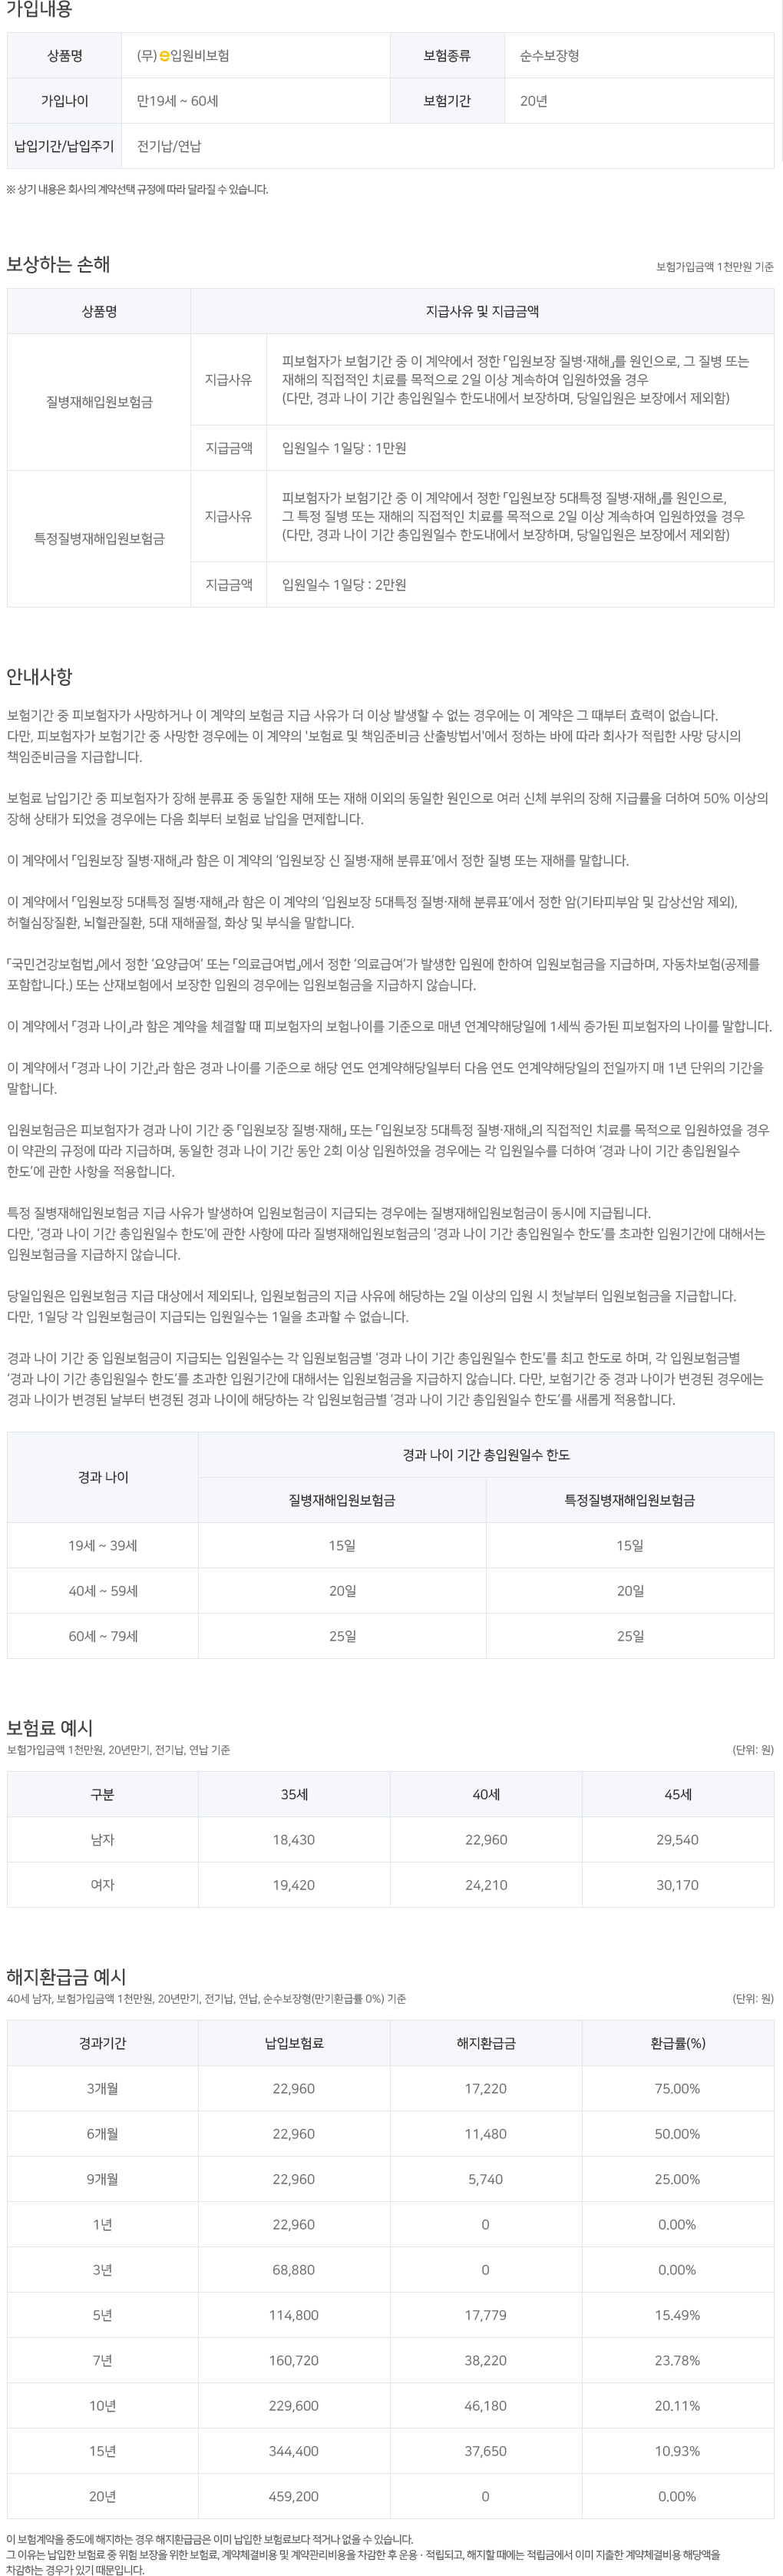 가입내용
상품명 (무) e입원비보험 보험종류 순수보장형
가입나이 만19세 ~ 60세 보험기간 20년
납입기간/납입주기 전기납/연납
※ 상기 내용은 회사의 계약선택 규정에 따라 달라질 수 있습니다.
보상하는 손해
보험가입금액 1천만원 기준
상품명 지급사유 및 지급금액
질병재해입원보험금
지급사유
피보험자가 보험기간 중 이 계약에서 정한 「입원보장 질병·재해」를 원인으로, 그 질병 또는
재해의 직접적인 치료를 목적으로 2일 이상 계속하여 입원하였을 경우
(다만, 경과 나이 기간 총입원일수 한도내에서 보장하며, 당일입원은 보장에서 제외함)
지급금액 입원일수 1일당 : 1만원
특정질병재해입원보험금
지급사유
피보험자가 보험기간 중 이 계약에서 정한 「입원보장 5대특정 질병·재해」를 원인으로,
그 특정 질병 또는 재해의 직접적인 치료를 목적으로 2일 이상 계속하여 입원하였을 경우
(다만, 경과 나이 기간 총입원일수 한도내에서 보장하며, 당일입원은 보장에서 제외함)
지급금액 입원일수 1일당 : 2만원
안내사항
보험기간 중 피보험자가 사망하거나 이 계약의 보험금 지급 사유가 더 이상 발생할 수 없는 경우에는 이 계약은 그 때부터 효력이 없습니다.
다만, 피보험자가 보험기간 중 사망한 경우에는 이 계약의 '보험료 및 책임준비금 산출방법서'에서 정하는 바에 따라 회사가 적립한 사망 당시의
책임준비금을 지급합니다.
보험료 납입기간 중 피보험자가 장해 분류표 중 동일한 재해 또는 재해 이외의 동일한 원인으로 여러 신체 부위의 장해 지급률을 더하여 50% 이상의
장해 상태가 되었을 경우에는 다음 회부터 보험료 납입을 면제합니다.
이 계약에서 「입원보장 질병·재해」라 함은 이 계약의 '입원보장 신 질병·재해 분류표'에서 정한 질병 또는 재해를 말합니다.
이 계약에서 「입원보장 5대특정 질병·재해」라 함은 이 계약의 '입원보장 5대특정 질병·재해 분류표'에서 정한 암(기타피부암 및 갑상선암 제외),
허혈심장질환, 뇌혈관질환, 5대 재해골절, 화상 및 부식을 말합니다.
「국민건강보험법」에서 정한 '요양급여' 또는 「의료급여법」에서 정한 '의료급여'가 발생한 입원에 한하여 입원보험금을 지급하며, 자동차보험(공제를
포함합니다.) 또는 산재보험에서 보장한 입원의 경우에는 입원보험금을 지급하지 않습니다.
이 계약에서 「경과 나이」라 함은 계약을 체결할 때 피보험자의 보험나이를 기준으로 매년 연계약해당일에 1세씩 증가된 피보험자의 나이를 말합니다.
이 계약에서 「경과 나이 기간」라 함은 경과 나이를 기준으로 해당 연도 연계약해당일부터 다음 연도 연계약해당일의 전일까지 매 1년 단위의 기간을
말합니다.
입원보험금은 피보험자가 경과 나이 기간 중 「입원보장 질병·재해」 또는 「입원보장 5대특정 질병·재해」의 직접적인 치료를 목적으로 입원하였을 경우
이 약관의 규정에 따라 지급하며, 동일한 경과 나이 기간 동안 2회 이상 입원하였을 경우에는 각 입원일수를 더하여 '경과 나이 기간 총입원일수
한도'에 관한 사항을 적용합니다.
특정 질병재해입원보험금 지급 사유가 발생하여 입원보험금이 지급되는 경우에는 질병재해입원보험금이 동시에 지급됩니다.
다만, '경과 나이 기간 총입원일수 한도'에 관한 사항에 따라 질병재해입원보험금의 '경과 나이 기간 총입원일수 한도'를 초과한 입원기간에 대해서는
입원보험금을 지급하지 않습니다.
당일입원은 입원보험금 지급 대상에서 제외되나, 입원보험금의 지급 사유에 해당하는 2일 이상의 입원 시 첫날부터 입원보험금을 지급합니다.
다만, 1일당 각 입원보험금이 지급되는 입원일수는 1일을 초과할 수 없습니다.
경과 나이 기간 중 입원보험금이 지급되는 입원일수는 각 입원보험금별 '경과 나이 기간 총입원일수 한도'를 최고 한도로 하며, 각 입원보험금별
'경과 나이 기간 총입원일수 한도'를 초과한 입원기간에 대해서는 입원보험금을 지급하지 않습니다. 다만, 보험기간 중 경과 나이가 변경된 경우에는
경과 나이가 변경된 날부터 변경된 경과 나이에 해당하는 각 입원보험금별 '경과 나이 기간 총입원일수 한도'를 새롭게 적용합니다.
경과 나이 경과 나이 기간 총입원일수 한도
질병재해입원보험금 특정질병재해입원보험금
19세 ~ 39세 15일 15일
40세 ~ 59세 20일 20일
60세 ~ 79세 25일 25일
보험료 예시
보험가입금액 1천만원, 20년만기, 전기납, 연납 기준 (단위: 원)
구분 35세 40세 45세
남자 18,430 22,960 29,540
여자 19,420 24,210 30,170
해지환급금 예시
40세 남자, 보험가입금액 1천만원, 20년만기, 전기납, 연납, 순수보장형(만기환급률 0%) 기준 (단위: 원)
경과기간 납입보험료 해지환급금 환급률(%)
3개월 22,960 17,220 75.00%
6개월 22,960 11,480 50.00%
9개월 22,960 5,740 25.00%
1년 22,960 0 0.00%
3년 68,880 0 0.00%
5년 114,800 17,779 15.49%
7년 160,720 38,220 23.78%
10년 229,600 46,180 20.11%
15년 344,400 37,650 10.93%
20년 459,200 0 0.00%
이 보험계약을 중도에 해지하는 경우 해지환급금은 이미 납입한 보험료보다 적거나 없을 수 있습니다.
그 이유는 납입한 보험료 중 위험 보장을 위한 보험료, 계약체결비용 및 계약관리비용을 차감한 후 운용 · 적립되고, 해지할 때에는 적립금에서 이미 지출한 계약체결비용 해당액을
차감하는 경우가 있기 때문입니다.